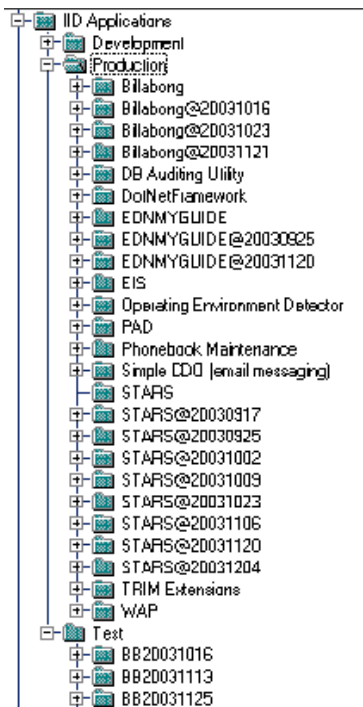 IID Applications
Development
Production
Billabong
Billabong@20031016
Billabong@20031023
Billabong@20031121
DB Auditing Utility
DotNetFramework
EDNMYGUIDE
EDNMYGUIDE@20030925
EDNMYGUIDE@20031120
EIS
Operating Environment Detector
PAD
Phonebook Maintenance
Simple CDO (email messaging)
STARS
STARS@20030917
STARS@20030925
STARS@20031002
STARS@20031009
STARS@20031023
STARS@20031106
STARS@20031120
STARS@20031204
TRIM Extensions
WAP
Test
BB20031016
BB20031113
BB20031125